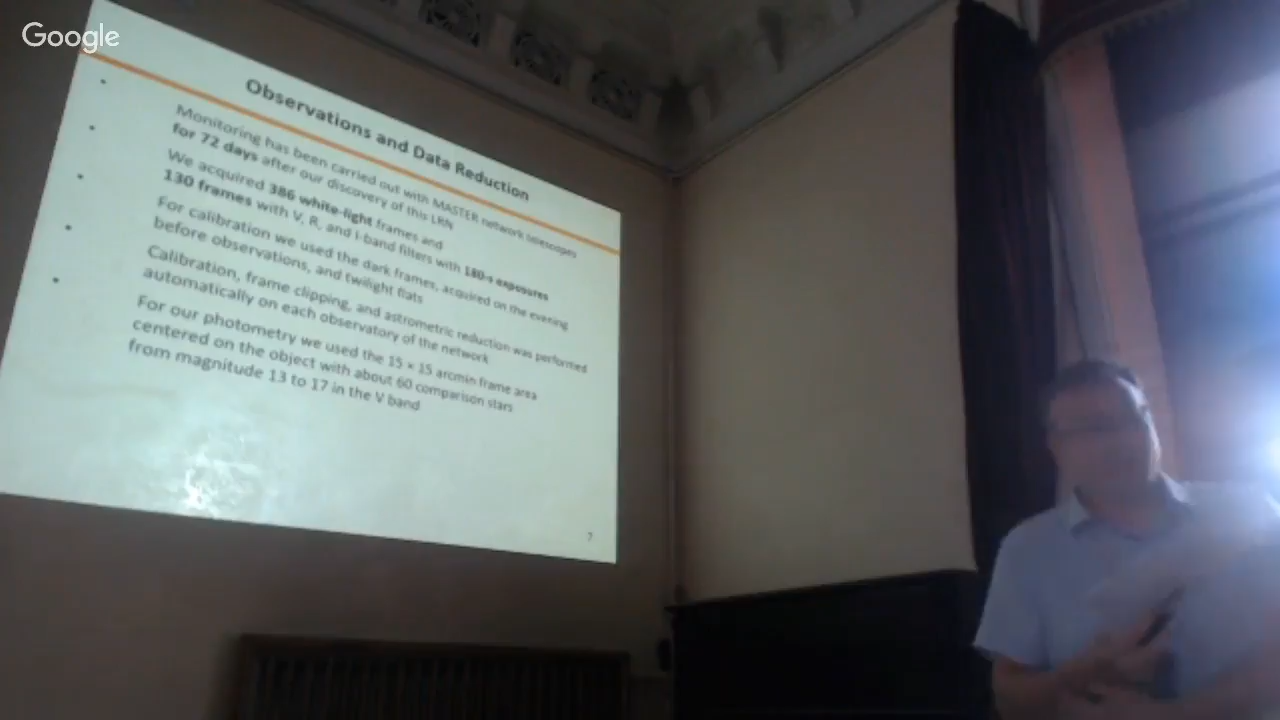 Google
Observations and Data Reduction
Monitoring has been carried out with MASTER network telescopes
for 72 days after our discovery of this LRN
We acquired 386 white-light frames and
130 frames with V, R, and I-band filters with 180-s exposures
For calibration we used the dark frames, acquired on the evening
before observations, and twilight flats
Calibration, frame clipping, and astrometric reduction was performed
automatically on each observatory of the network
For our photometry we used the 15 × 15 arcmin frame area
centered on the object with about 60 comparison stars
from magnitude 13 to 17 in the V band
7